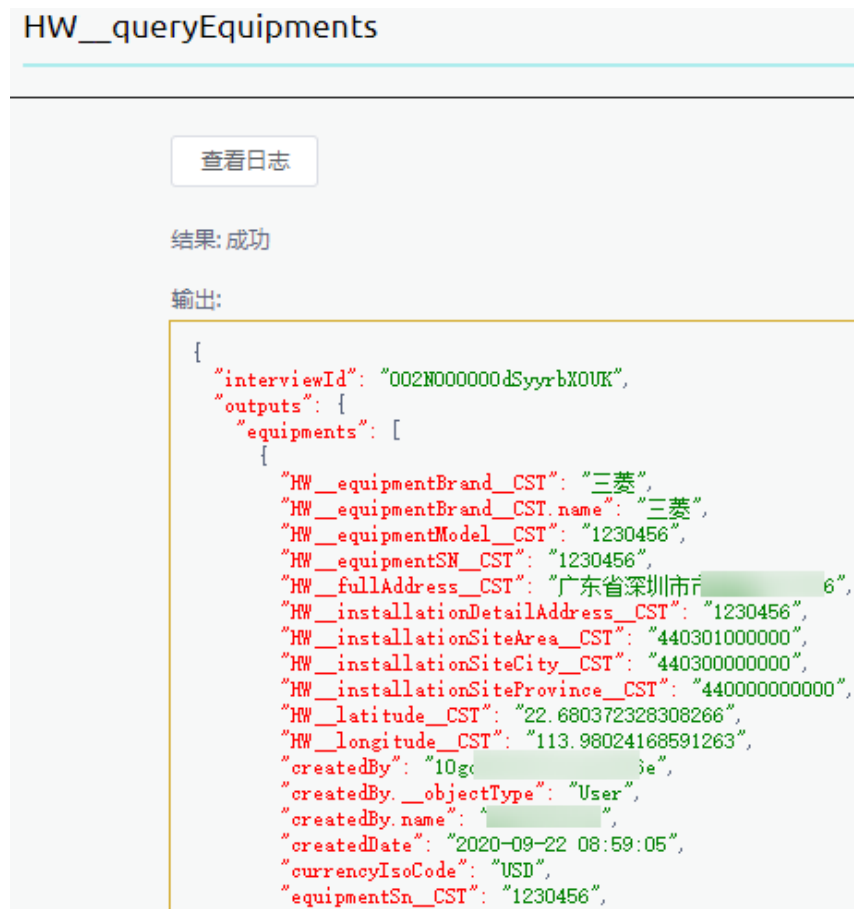 HW__queryEquipments
查看日志
结果: 成功
输出:
{
"interviewId": "002N000000dSyyrbXOUK",
"outputs": {
"equipments": [
{
"HW__equipmentBrand__CST": "三菱",
"HW__equipmentBrand__CST.name": "三菱",
"HW__equipmentModel__CST": "1230456",
"HW__equipmentSN__CST": "1230456",
"HW__fullAddress__CST": "广东省深圳市市6",
"HW__installationDetailAddress__CST": "1230456",
"HW__installationSiteArea__CST": "440301000000",
"HW__installationSiteCity__CST": "440300000000",
"HW__installationSiteProvince__CST": "440000000000",
"HW__latitude__CST": "22.680372328308266",
"HW__longitude__CST": "113.98024168591263",
"createdBy": "10g
"createdBy.__objectType": "User",
"createdBy.name": "",
"createdDate": "2020-09-22 08:59:05",
"currencyIsoCode": "USD",
"equipmentSn__CST": "1230456",